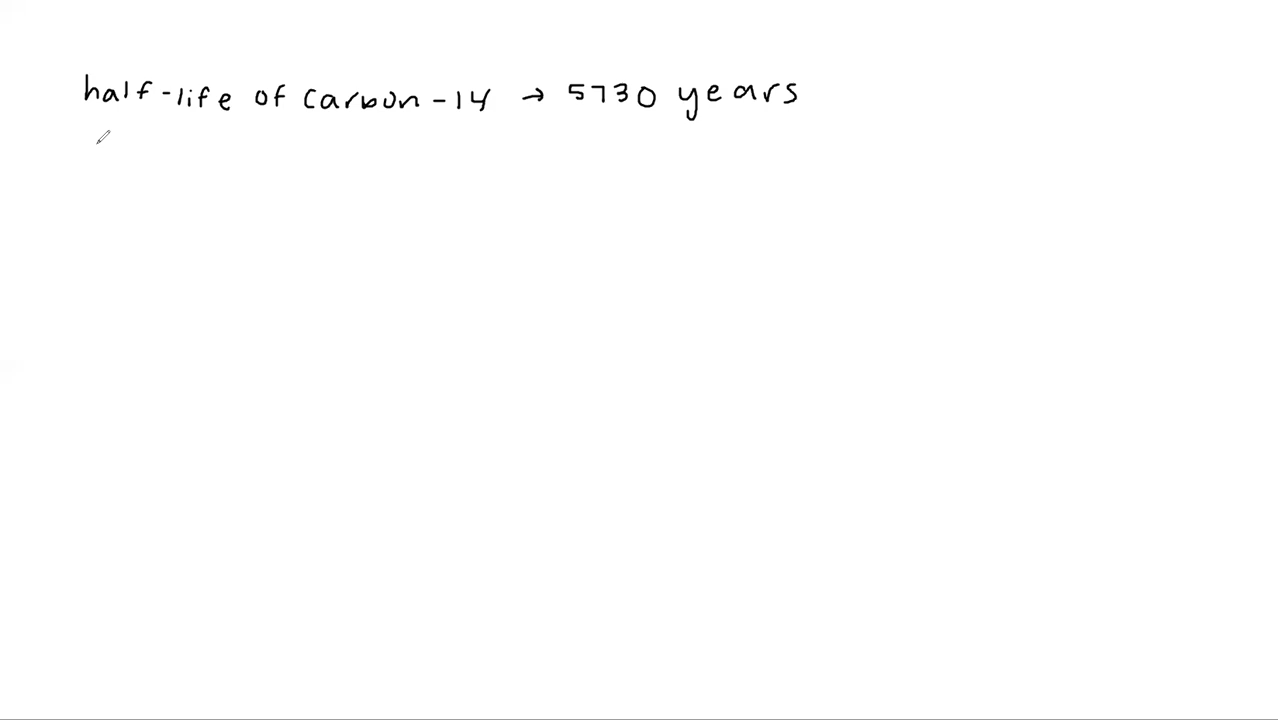 half-life of carbon-14 → 5730 years